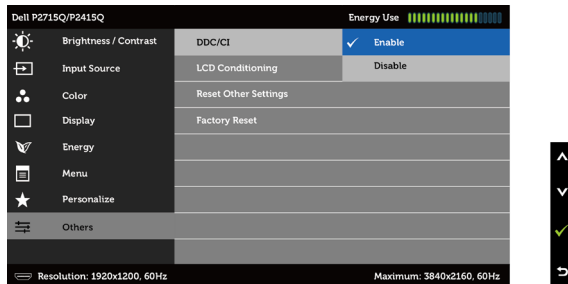 Dell P2715Q/P2415Q
Energy Use
Brightness / Contrast
DDC/CI
Enable
Input Source
LCD Conditioning
Disable
Color
Reset Other Settings
Display
Factory Reset
Energy
Menu
Personalize
Others
Resolution: 1920x1200, 60Hz
Maximum: 3840x2160, 60Hz